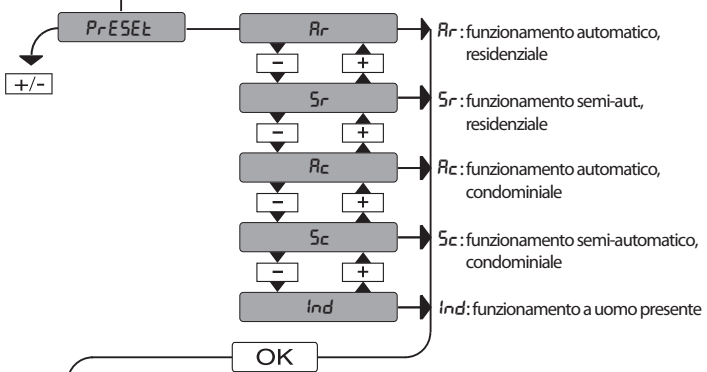 PrESEt
+/-
Ar
Ar: funzionamento automatico,
residenziale
- +
Sr
Sr: funzionamento semi-aut.,
residenziale
- +
Ac
Ac: funzionamento automatico,
condominiale
- +
Sc
Sc: funzionamento semi-automatico,
condominiale
- +
Ind
Ind: funzionamento a uomo presente
OK